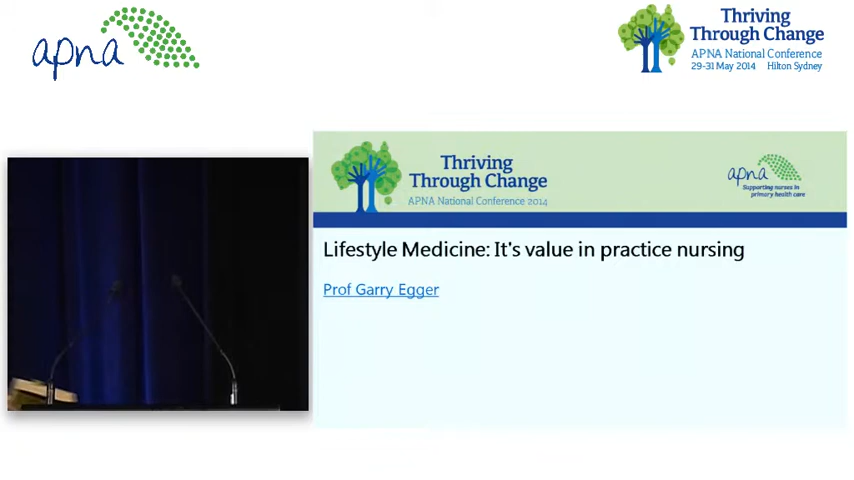 apna
Thriving
Through Change
APNA National Conference
29-31 May 2014 Hilton Sydney
Thriving
Through Change
APNA National Conference 2014
apna
Supporting nurses in
primary health care
Lifestyle Medicine: It's value in practice nursing
Prof Garry Egger